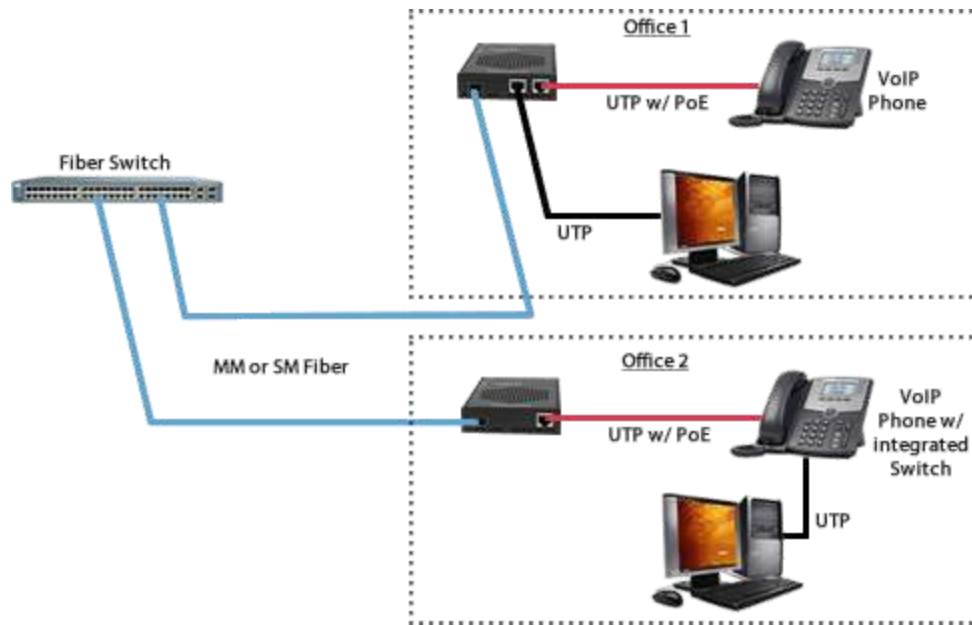 Office 1
VoIP
Phone
UTP w/ PoE
Fiber Switch
UTP
MM or SM Fiber
Office 2
VoIP
Phone w/
integrated
Switch
UTP w/ PoE
UTP